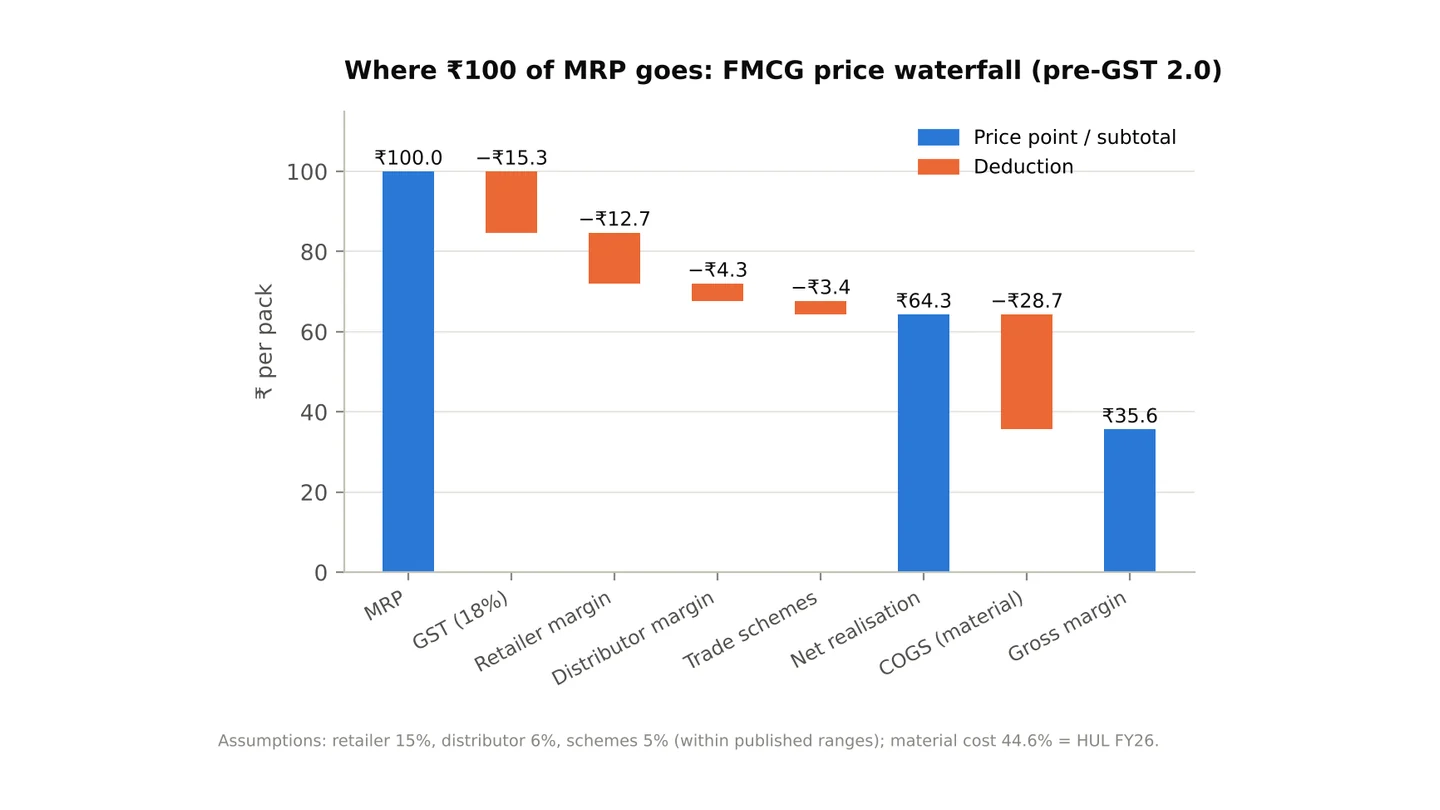 Where ₹100 of MRP goes: FMCG price waterfall (pre-GST 2.0)
Price point / subtotal
Deduction
₹ per pack
100
80
60
40
20
0
₹100.0
−₹15.3
−₹12.7
−₹4.3
−₹3.4
₹64.3
−₹28.7
₹35.6
MRP
GST (18%)
Retailer margin
Distributor margin
Trade schemes
Net realisation
COGS (material)
Gross margin
Assumptions: retailer 15%, distributor 6%, schemes 5% (within published ranges); material cost 44.6% = HUL FY26.